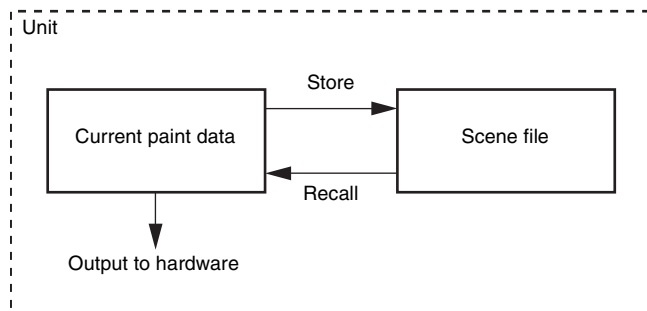 Unit
Store
Current paint data
Scene file
Recall
Output to hardware